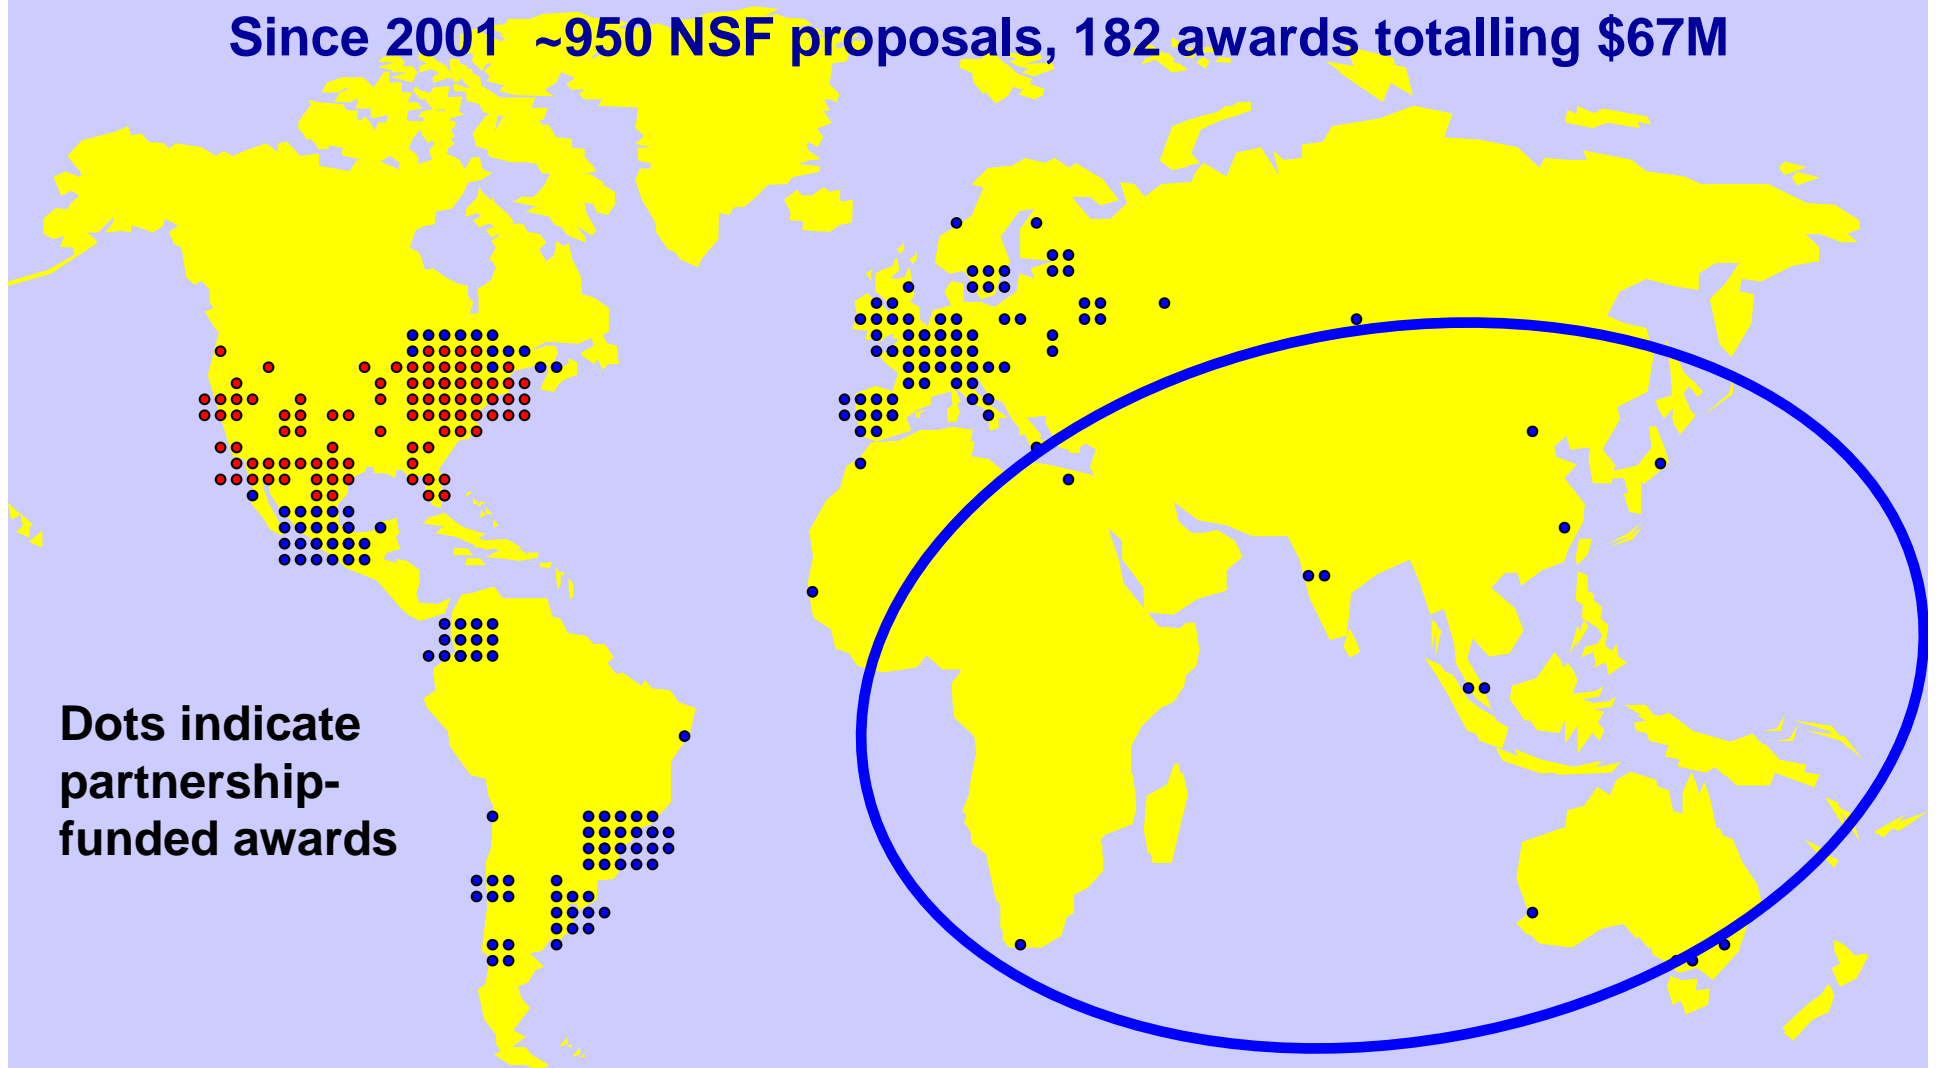 Since 2001 ~950 NSF proposals, 182 awards totalling $67M
Dots indicate
partnership-
funded awards